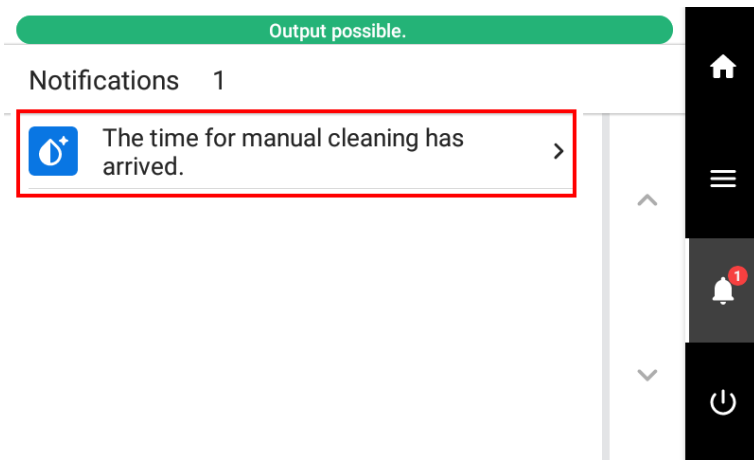 Output possible.
Notifications 1
The time for manual cleaning has
arrived.
1